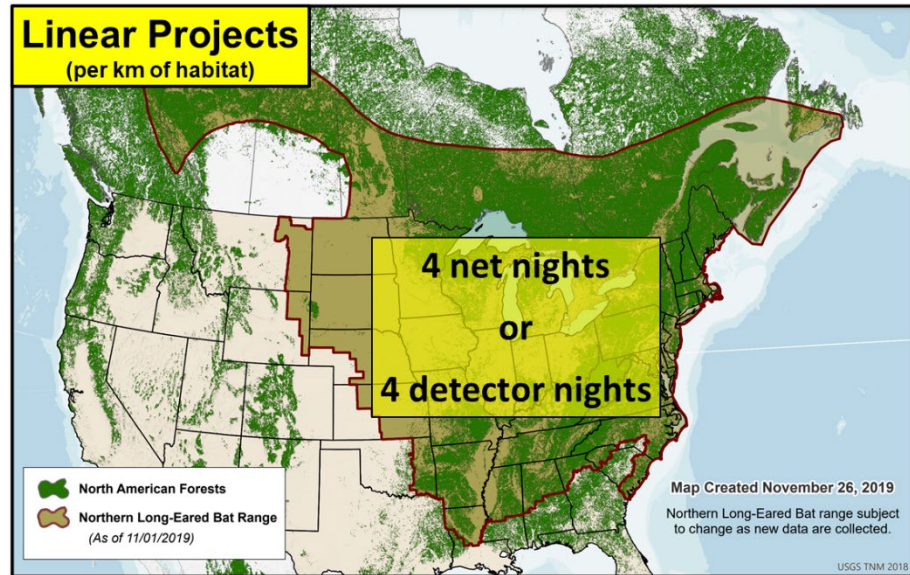 Linear Projects
(per km of habitat)
4 net nights
or
4 detector nights
North American Forests
Northern Long-Eared Bat Range
(As of 11/01/2019)
Map Created November 26, 2019
Northern Long-Eared Bat range subject
to change as new data are collected.
USGS TNM 2018